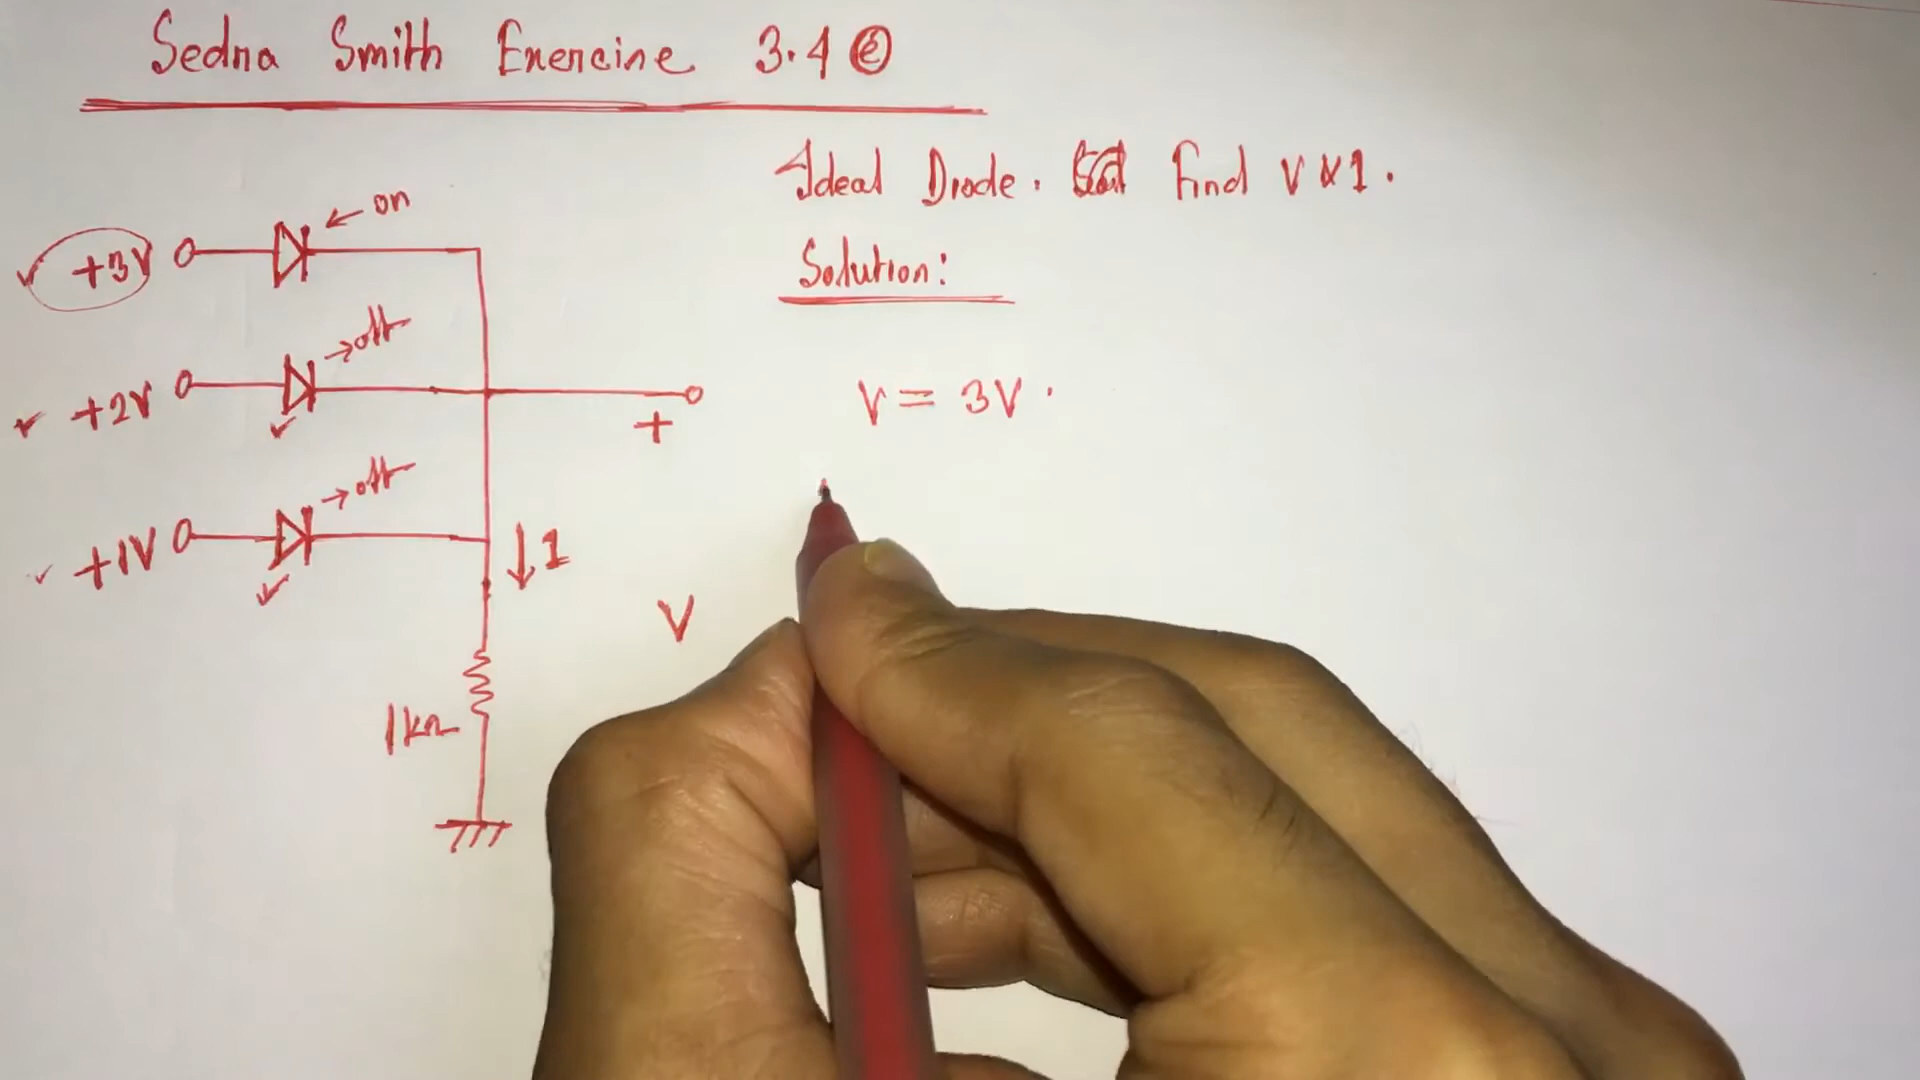 Sedra Smith Exercise 3.4 (e)
Ideal Diode. Find V & I.
Solution:
V = 3V.
+3V
← on
+2V
→ off
+1V
→ off
+
↓ I
V
1kΩ